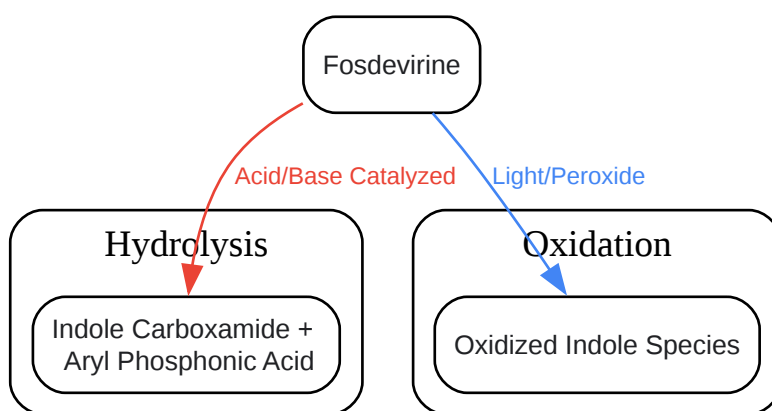 Fosdevirine
Acid/Base Catalyzed
Light/Peroxide
Hydrolysis
Oxidation
Indole Carboxamide +
Aryl Phosphonic Acid
Oxidized Indole Species